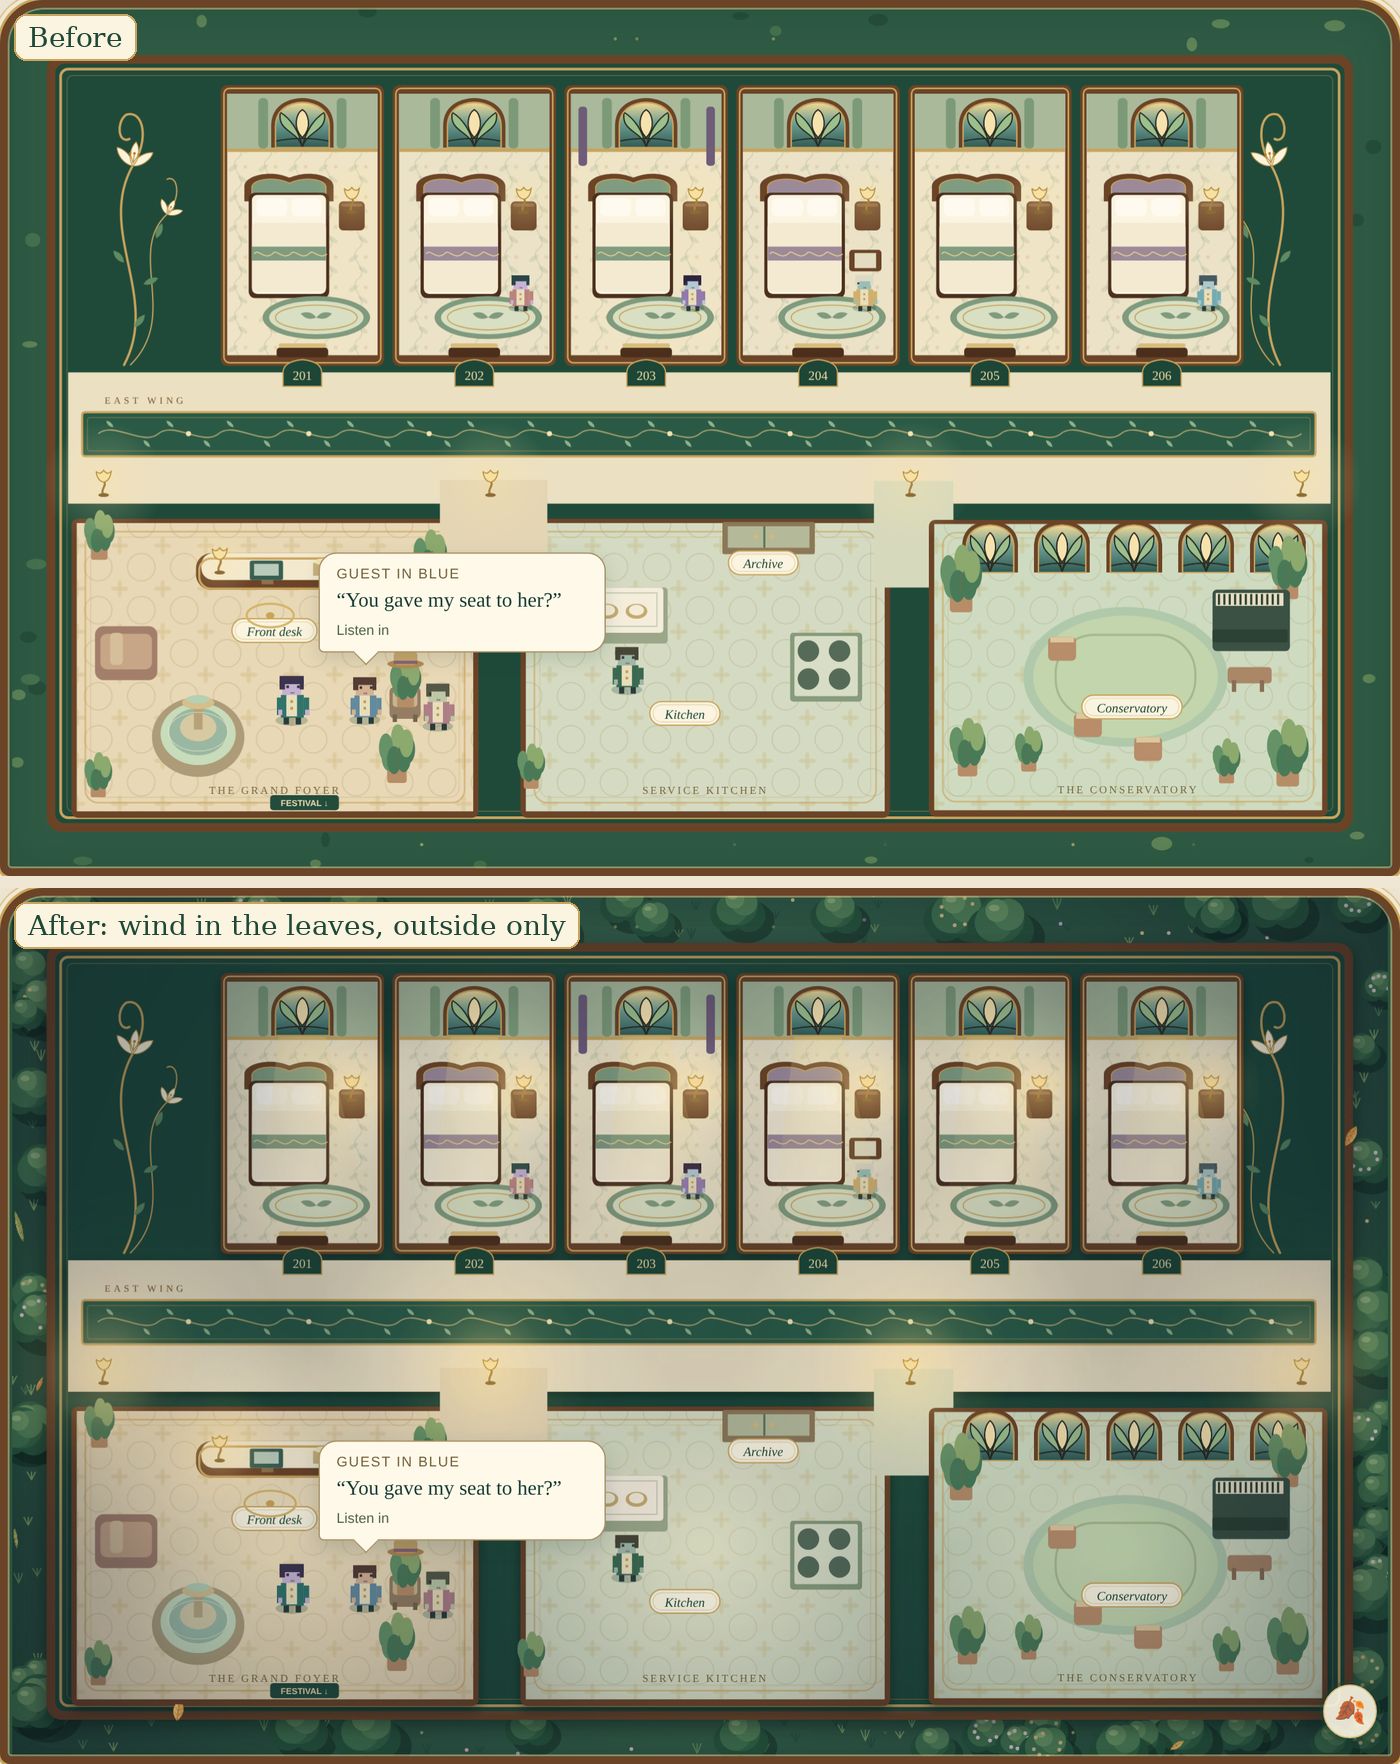 Before
201
202
203
204
205
206
EAST WING
GUEST IN BLUE
“You gave my seat to her?”
Listen in
Archive
Front desk
Kitchen
Conservatory
THE GRAND FOYER
FESTIVAL ↓
SERVICE KITCHEN
THE CONSERVATORY
After: wind in the leaves, outside only
201
202
203
204
205
206
EAST WING
GUEST IN BLUE
“You gave my seat to her?”
Listen in
Archive
Front desk
Kitchen
Conservatory
THE GRAND FOYER
FESTIVAL ↓
SERVICE KITCHEN
THE CONSERVATORY